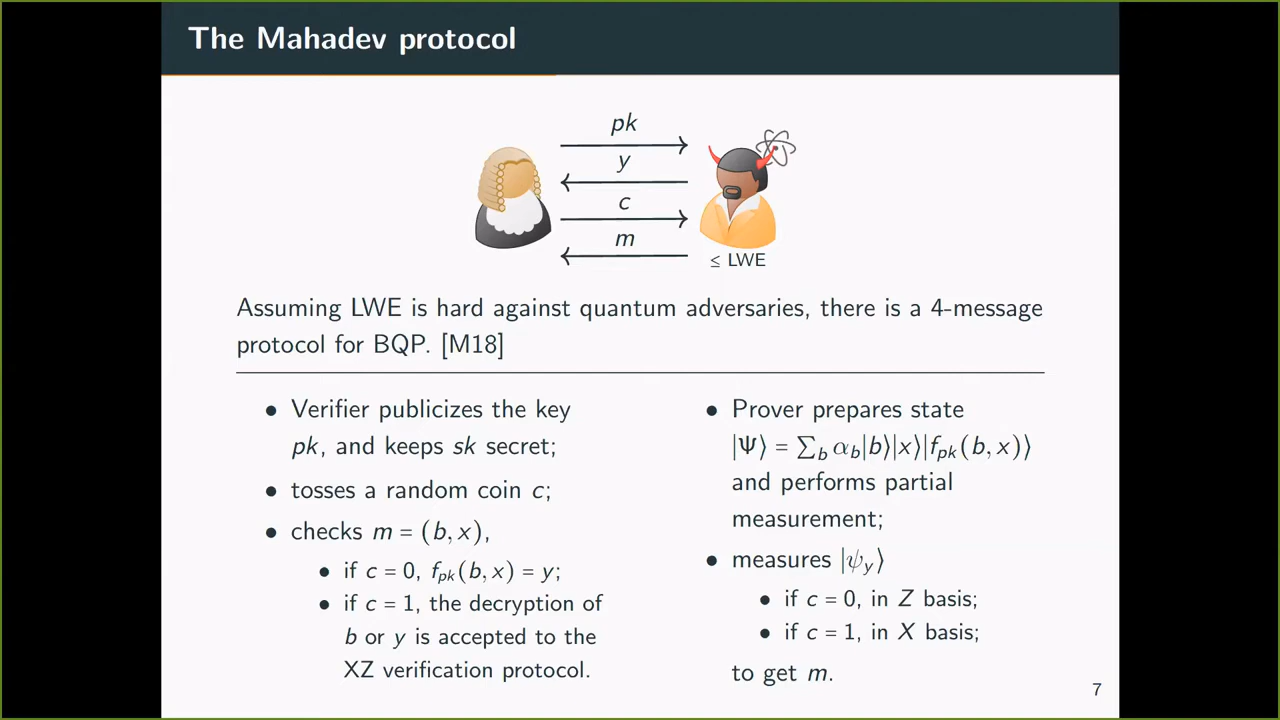 The Mahadev protocol
pk
y
c
m
≤ LWE
Assuming LWE is hard against quantum adversaries, there is a 4-message
protocol for BQP. [M18]
• Verifier publicizes the key
pk, and keeps sk secret;
• tosses a random coin c;
• checks m = (b, x),
• if c = 0, f_pk(b, x) = y;
• if c = 1, the decryption of
b or y is accepted to the
XZ verification protocol.
• Prover prepares state
|Ψ⟩ = ∑_b α_b|b⟩|x⟩|f_pk(b, x)⟩
and performs partial
measurement;
• measures |ψ_y⟩
• if c = 0, in Z basis;
• if c = 1, in X basis;
to get m.
7